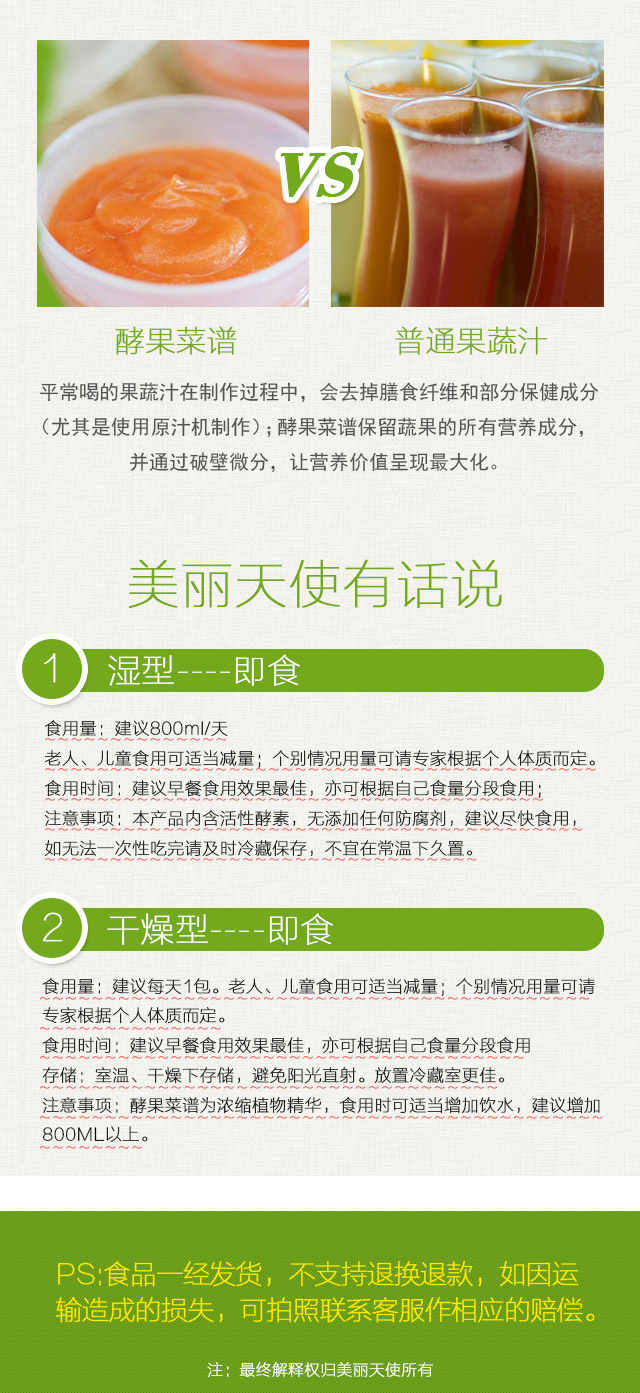 VS
酵果菜谱
普通果蔬汁
平常喝的果蔬汁在制作过程中，会去掉膳食纤维和部分保健成分
（尤其是使用原汁机制作）；酵果菜谱保留蔬果的所有营养成分，
并通过破壁微分，让营养价值呈现最大化。
美丽天使有话说
1 湿型----即食
食用量：建议800ml/天
老人、儿童食用可适当减量；个别情况用量可请专家根据个人体质而定。
食用时间：建议早餐食用效果最佳，亦可根据自己食量分段食用；
注意事项：本产品内含活性酵素，无添加任何防腐剂，建议尽快食用，
如无法一次性吃完请及时冷藏保存，不宜在常温下久置。
2 干燥型----即食
食用量：建议每天1包。老人、儿童食用可适当减量；个别情况用量可请
专家根据个人体质而定。
食用时间：建议早餐食用效果最佳，亦可根据自己食量分段食用
存储：室温、干燥下存储，避免阳光直射。放置冷藏室更佳。
注意事项：酵果菜谱为浓缩植物精华，食用时可适当增加饮水，建议增加
800ML以上。
PS:食品一经发货，不支持退换退款，如因运
输造成的损失，可拍照联系客服作相应的赔偿。
注：最终解释权归美丽天使所有